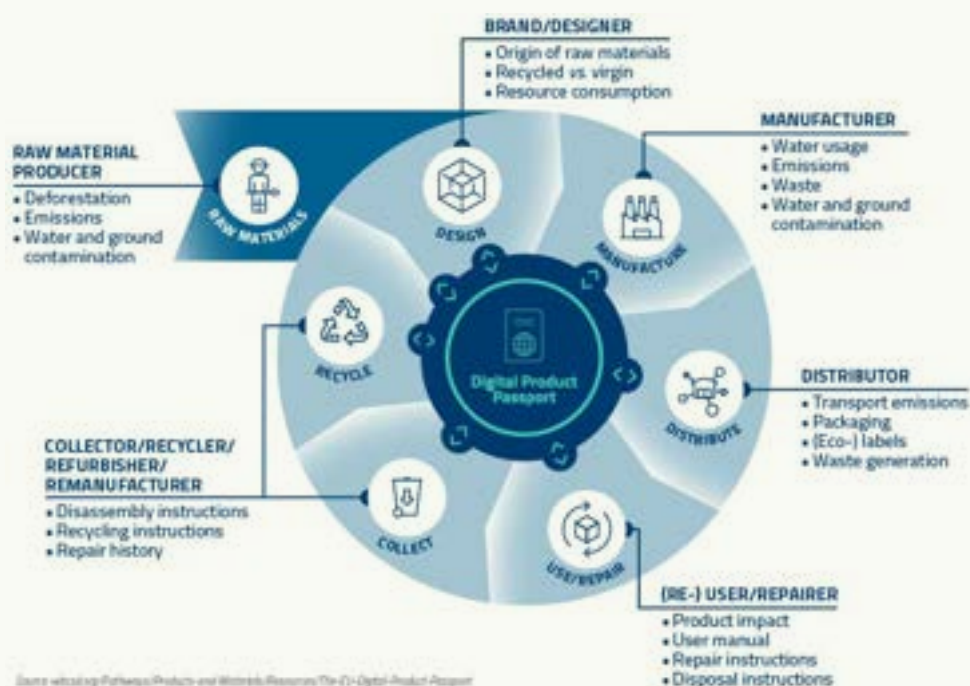 BRAND/DESIGNER
• Origin of raw materials
• Recycled vs. virgin
• Resource consumption
MANUFACTURER
• Water usage
• Emissions
• Waste
• Water and ground
contamination
RAW MATERIAL
PRODUCER
• Deforestation
• Emissions
• Water and ground
contamination
RAW MATERIALS
DESIGN
MANUFACTURE
RECYCLE
Digital Product
Passport
DISTRIBUTE
DISTRIBUTOR
• Transport emissions
• Packaging
• (Eco-) labels
• Waste generation
COLLECTOR/RECYCLER/
REFURBISHER/
REMANUFACTURER
• Disassembly instructions
• Recycling instructions
• Repair history
COLLECT
USE/REPAIR
(RE-) USER/REPAIRER
• Product impact
• User manual
• Repair instructions
• Disposal instructions